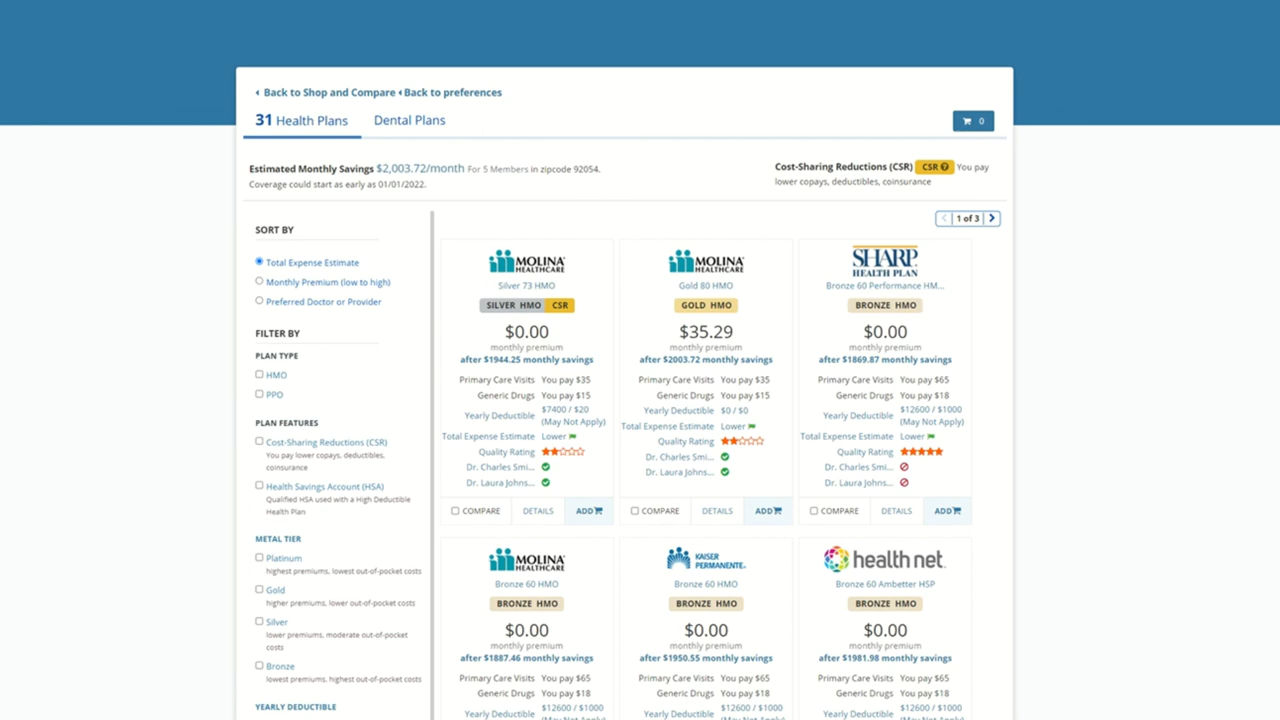 Back to Shop and Compare Back to preferences
31 Health Plans Dental Plans
0
Estimated Monthly Savings $2,003.72/month For 5 Members in zipcode 92054.
Coverage could start as early as 01/01/2022.
Cost-Sharing Reductions (CSR) CSR You pay
lower copays, deductibles, coinsurance
1 of 3
SORT BY
Total Expense Estimate
Monthly Premium (low to high)
Preferred Doctor or Provider
FILTER BY
PLAN TYPE
HMO
PPO
PLAN FEATURES
Cost-Sharing Reductions (CSR)
You pay lower copays, deductibles,
coinsurance
Health Savings Account (HSA)
Qualified HSA used with a High Deductible
Health Plan
METAL TIER
Platinum
highest premiums, lowest out-of-pocket costs
Gold
higher premiums, lower out-of-pocket costs
Silver
lower premiums, moderate out-of-pocket
costs
Bronze
lowest premiums, highest out-of-pocket costs
YEARLY DEDUCTIBLE
MOLINA
HEALTHCARE
Silver 73 HMO
SILVER HMO CSR
$0.00
monthly premium
after $1944.25 monthly savings
Primary Care Visits You pay $35
Generic Drugs You pay $15
Yearly Deductible $7400 / $20
(May Not Apply)
Total Expense Estimate Lower
Quality Rating
Dr. Charles Smi...
Dr. Laura Johns...
COMPARE DETAILS ADD
MOLINA
HEALTHCARE
Gold 80 HMO
GOLD HMO
$35.29
monthly premium
after $2003.72 monthly savings
Primary Care Visits You pay $35
Generic Drugs You pay $15
Yearly Deductible $0 / $0
Total Expense Estimate Lower
Quality Rating
Dr. Charles Smi...
Dr. Laura Johns...
COMPARE DETAILS ADD
SHARP
HEALTH PLAN
Bronze 60 Performance HM...
BRONZE HMO
$0.00
monthly premium
after $1869.87 monthly savings
Primary Care Visits You pay $65
Generic Drugs You pay $18
Yearly Deductible $12600 / $1000
(May Not Apply)
Total Expense Estimate Lower
Quality Rating
Dr. Charles Smi...
Dr. Laura Johns...
COMPARE DETAILS ADD
MOLINA
HEALTHCARE
Bronze 60 HMO
BRONZE HMO
$0.00
monthly premium
after $1887.46 monthly savings
Primary Care Visits You pay $65
Generic Drugs You pay $18
Yearly Deductible $12600 / $1000
(May Not Apply)
KAISER
PERMANENTE
Bronze 60 HMO
BRONZE HMO
$0.00
monthly premium
after $1950.55 monthly savings
Primary Care Visits You pay $65
Generic Drugs You pay $18
Yearly Deductible $12600 / $1000
(May Not Apply)
health net
Bronze 60 Ambetter HSP
BRONZE HMO
$0.00
monthly premium
after $1981.98 monthly savings
Primary Care Visits You pay $65
Generic Drugs You pay $18
Yearly Deductible $12600 / $1000
(May Not Apply)